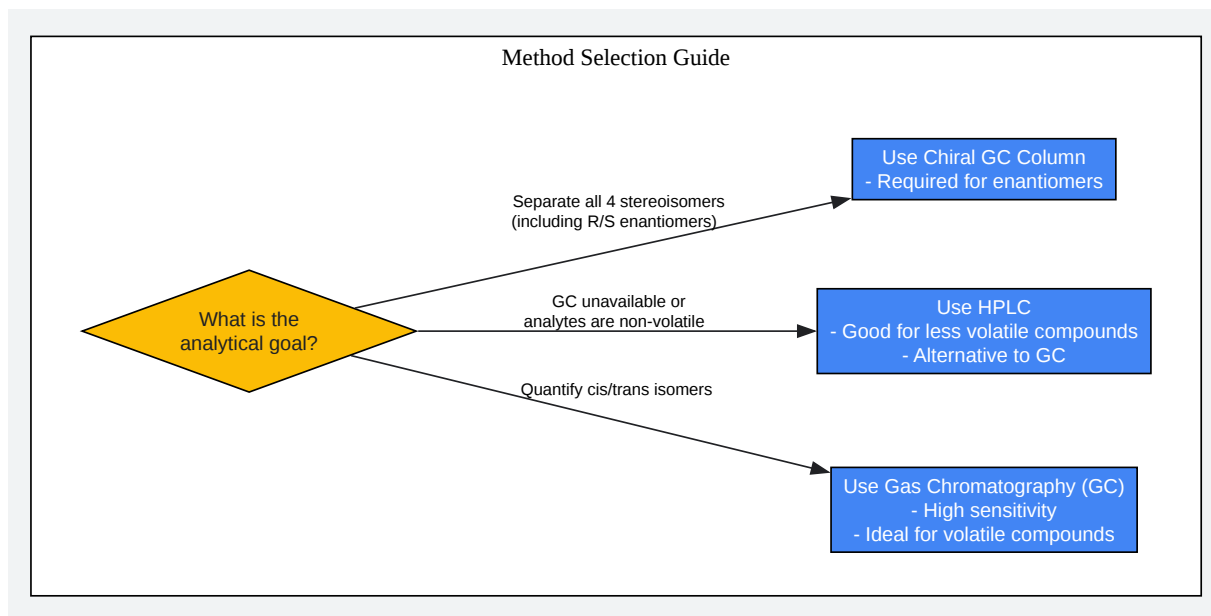 Method Selection Guide
What is the
analytical goal?
Separate all 4 stereoisomers
(including R/S enantiomers)
Use Chiral GC Column
- Required for enantiomers
GC unavailable or
analytes are non-volatile
Use HPLC
- Good for less volatile compounds
- Alternative to GC
Quantify cis/trans isomers
Use Gas Chromatography (GC)
- High sensitivity
- Ideal for volatile compounds